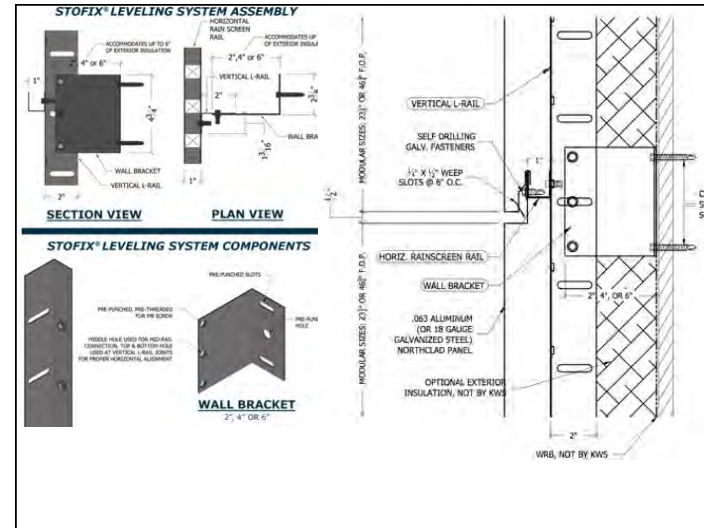 STOFIX® LEVELING SYSTEM ASSEMBLY
ACCOMMODATES UP TO 6"
OF EXTERIOR INSULATION
2", 4" or 6"
1"
4 3/4"
WALL BRACKET
VERTICAL L-RAIL
2"
SECTION VIEW
HORIZONTAL
RAIN SCREEN
RAIL
ACCOMMODATES UP
OF EXTERIOR INSULA
2",4" or 6"
VERTICAL L-RAIL
2"
WALL BRA
1"
PLAN VIEW
STOFIX® LEVELING SYSTEM COMPONENTS
PRE-PUNCHED SLOTS
PRE-PUNCHED, PRE-THREADED
FOR M8 SCREW
PRE-PUN
HOLE
MIDDLE HOLE USED FOR MID-RAIL
CONNECTION, TOP & BOTTOM HOLE
USED AT VERTICAL L-RAIL JOINTS
FOR PROPER HORIZONTAL ALIGNMENT
WALL BRACKET
2", 4" OR 6"
MODULAR SIZES: 23 1/4" OR 46 3/4" F.O.P.
VERTICAL L-RAIL
SELF DRILLING
GALV. FASTENERS
1"
1/4" X 1/2" WEEP
SLOTS @ 6" O.C.
HORIZ. RAINSCREEN RAIL
WALL BRACKET
2", 4", OR 6"
.063 ALUMINUM
(OR 18 GAUGE
GALVANIZED STEEL)
NORTHCLAD PANEL
MODULAR SIZES: 23 1/4" OR 46 3/4" F.O.P.
OPTIONAL EXTERIOR
INSULATION, NOT BY KWS
2"
WRB, NOT BY KWS